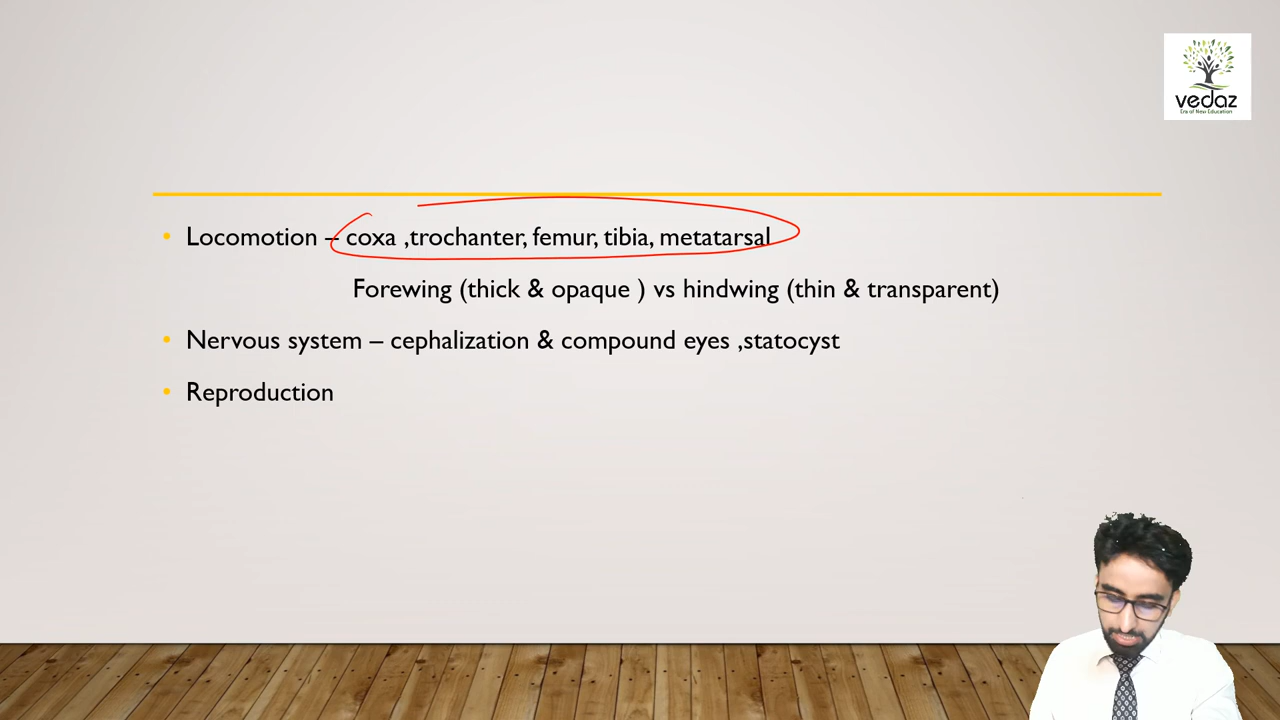 vedaz
Era of New Education
• Locomotion – coxa ,trochanter, femur, tibia, metatarsal
Forewing (thick & opaque ) vs hindwing (thin & transparent)
• Nervous system – cephalization & compound eyes ,statocyst
• Reproduction